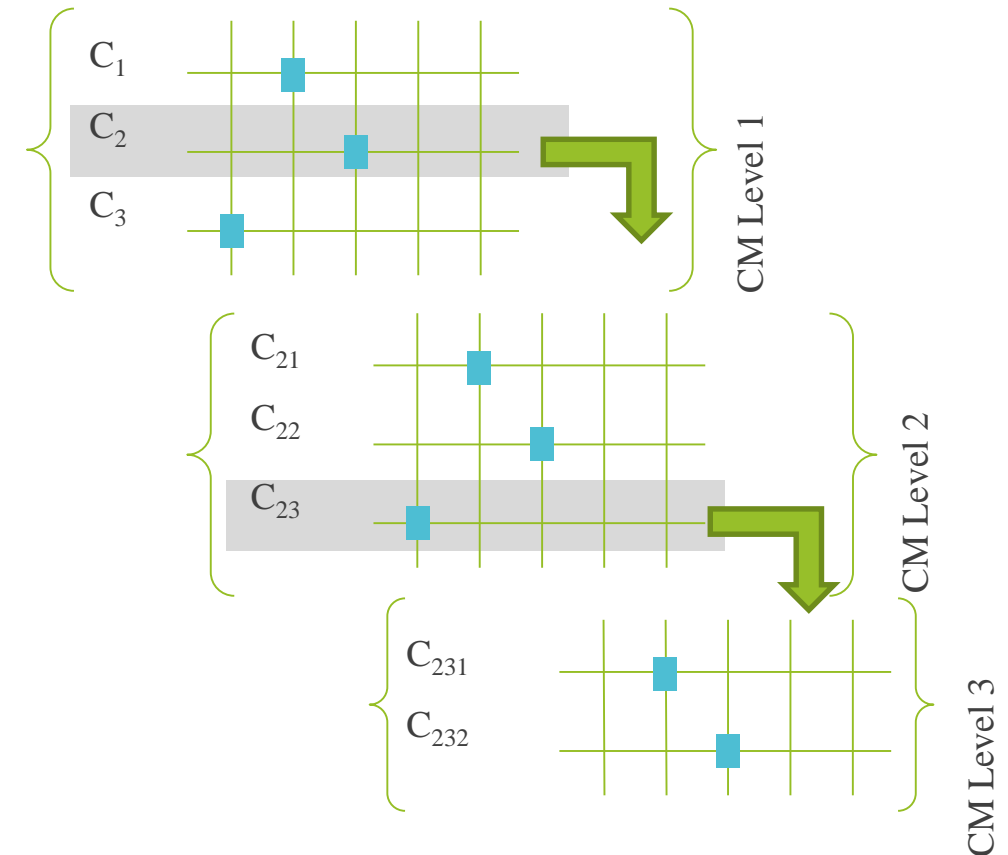 C₁
C₂
C₃
CM Level 1
C₂₁
C₂₂
C₂₃
CM Level 2
C₂₃₁
C₂₃₂
CM Level 3